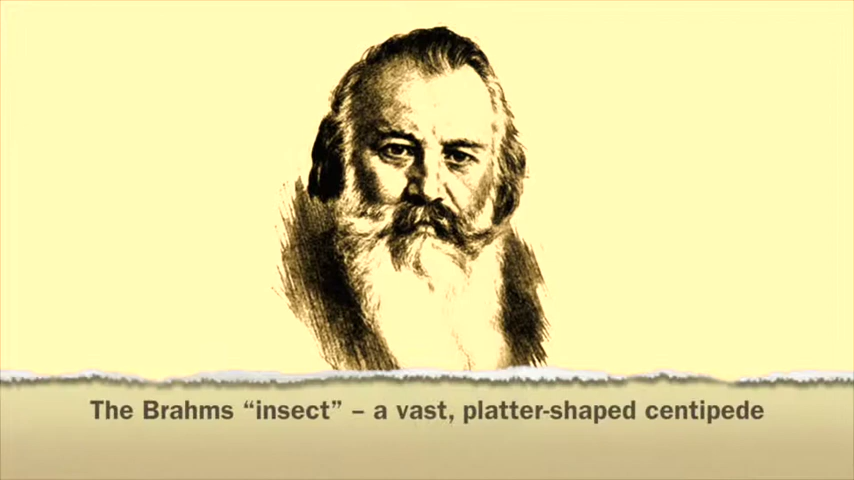 The Brahms “insect” – a vast, platter-shaped centipede